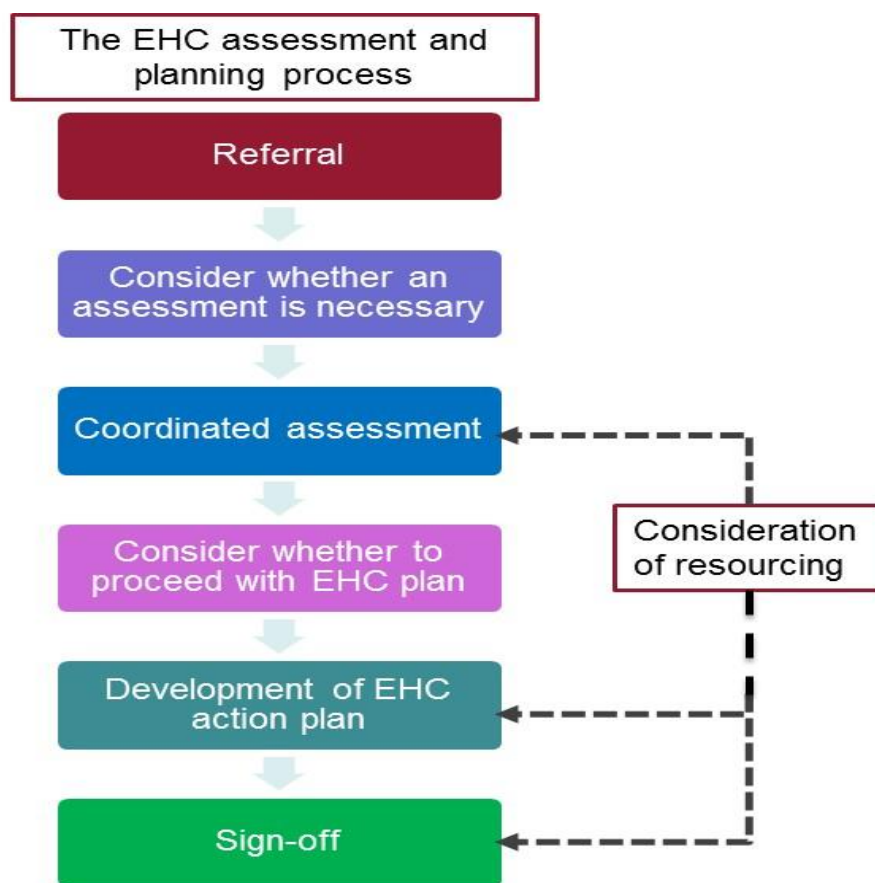 The EHC assessment and
planning process
Referral
Consider whether an
assessment is necessary
Coordinated assessment
Consider whether to
proceed with EHC plan
Consideration
of resourcing
Development of EHC
action plan
Sign-off